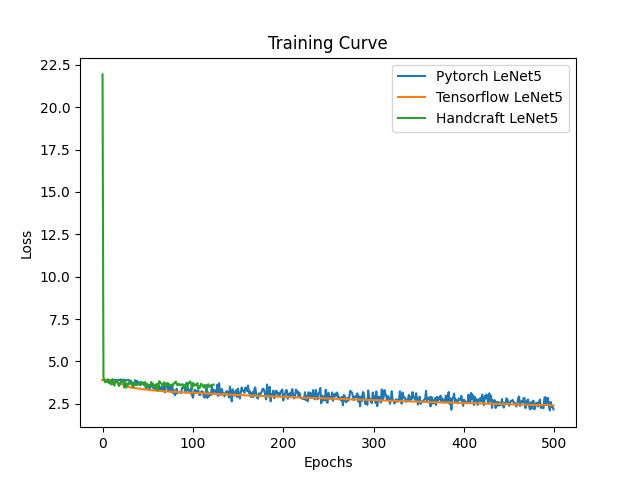 Training Curve
Pytorch LeNet5
Tensorflow LeNet5
Handcraft LeNet5
22.5
20.0
17.5
15.0
12.5
10.0
7.5
5.0
2.5
Loss
0 100 200 300 400 500
Epochs